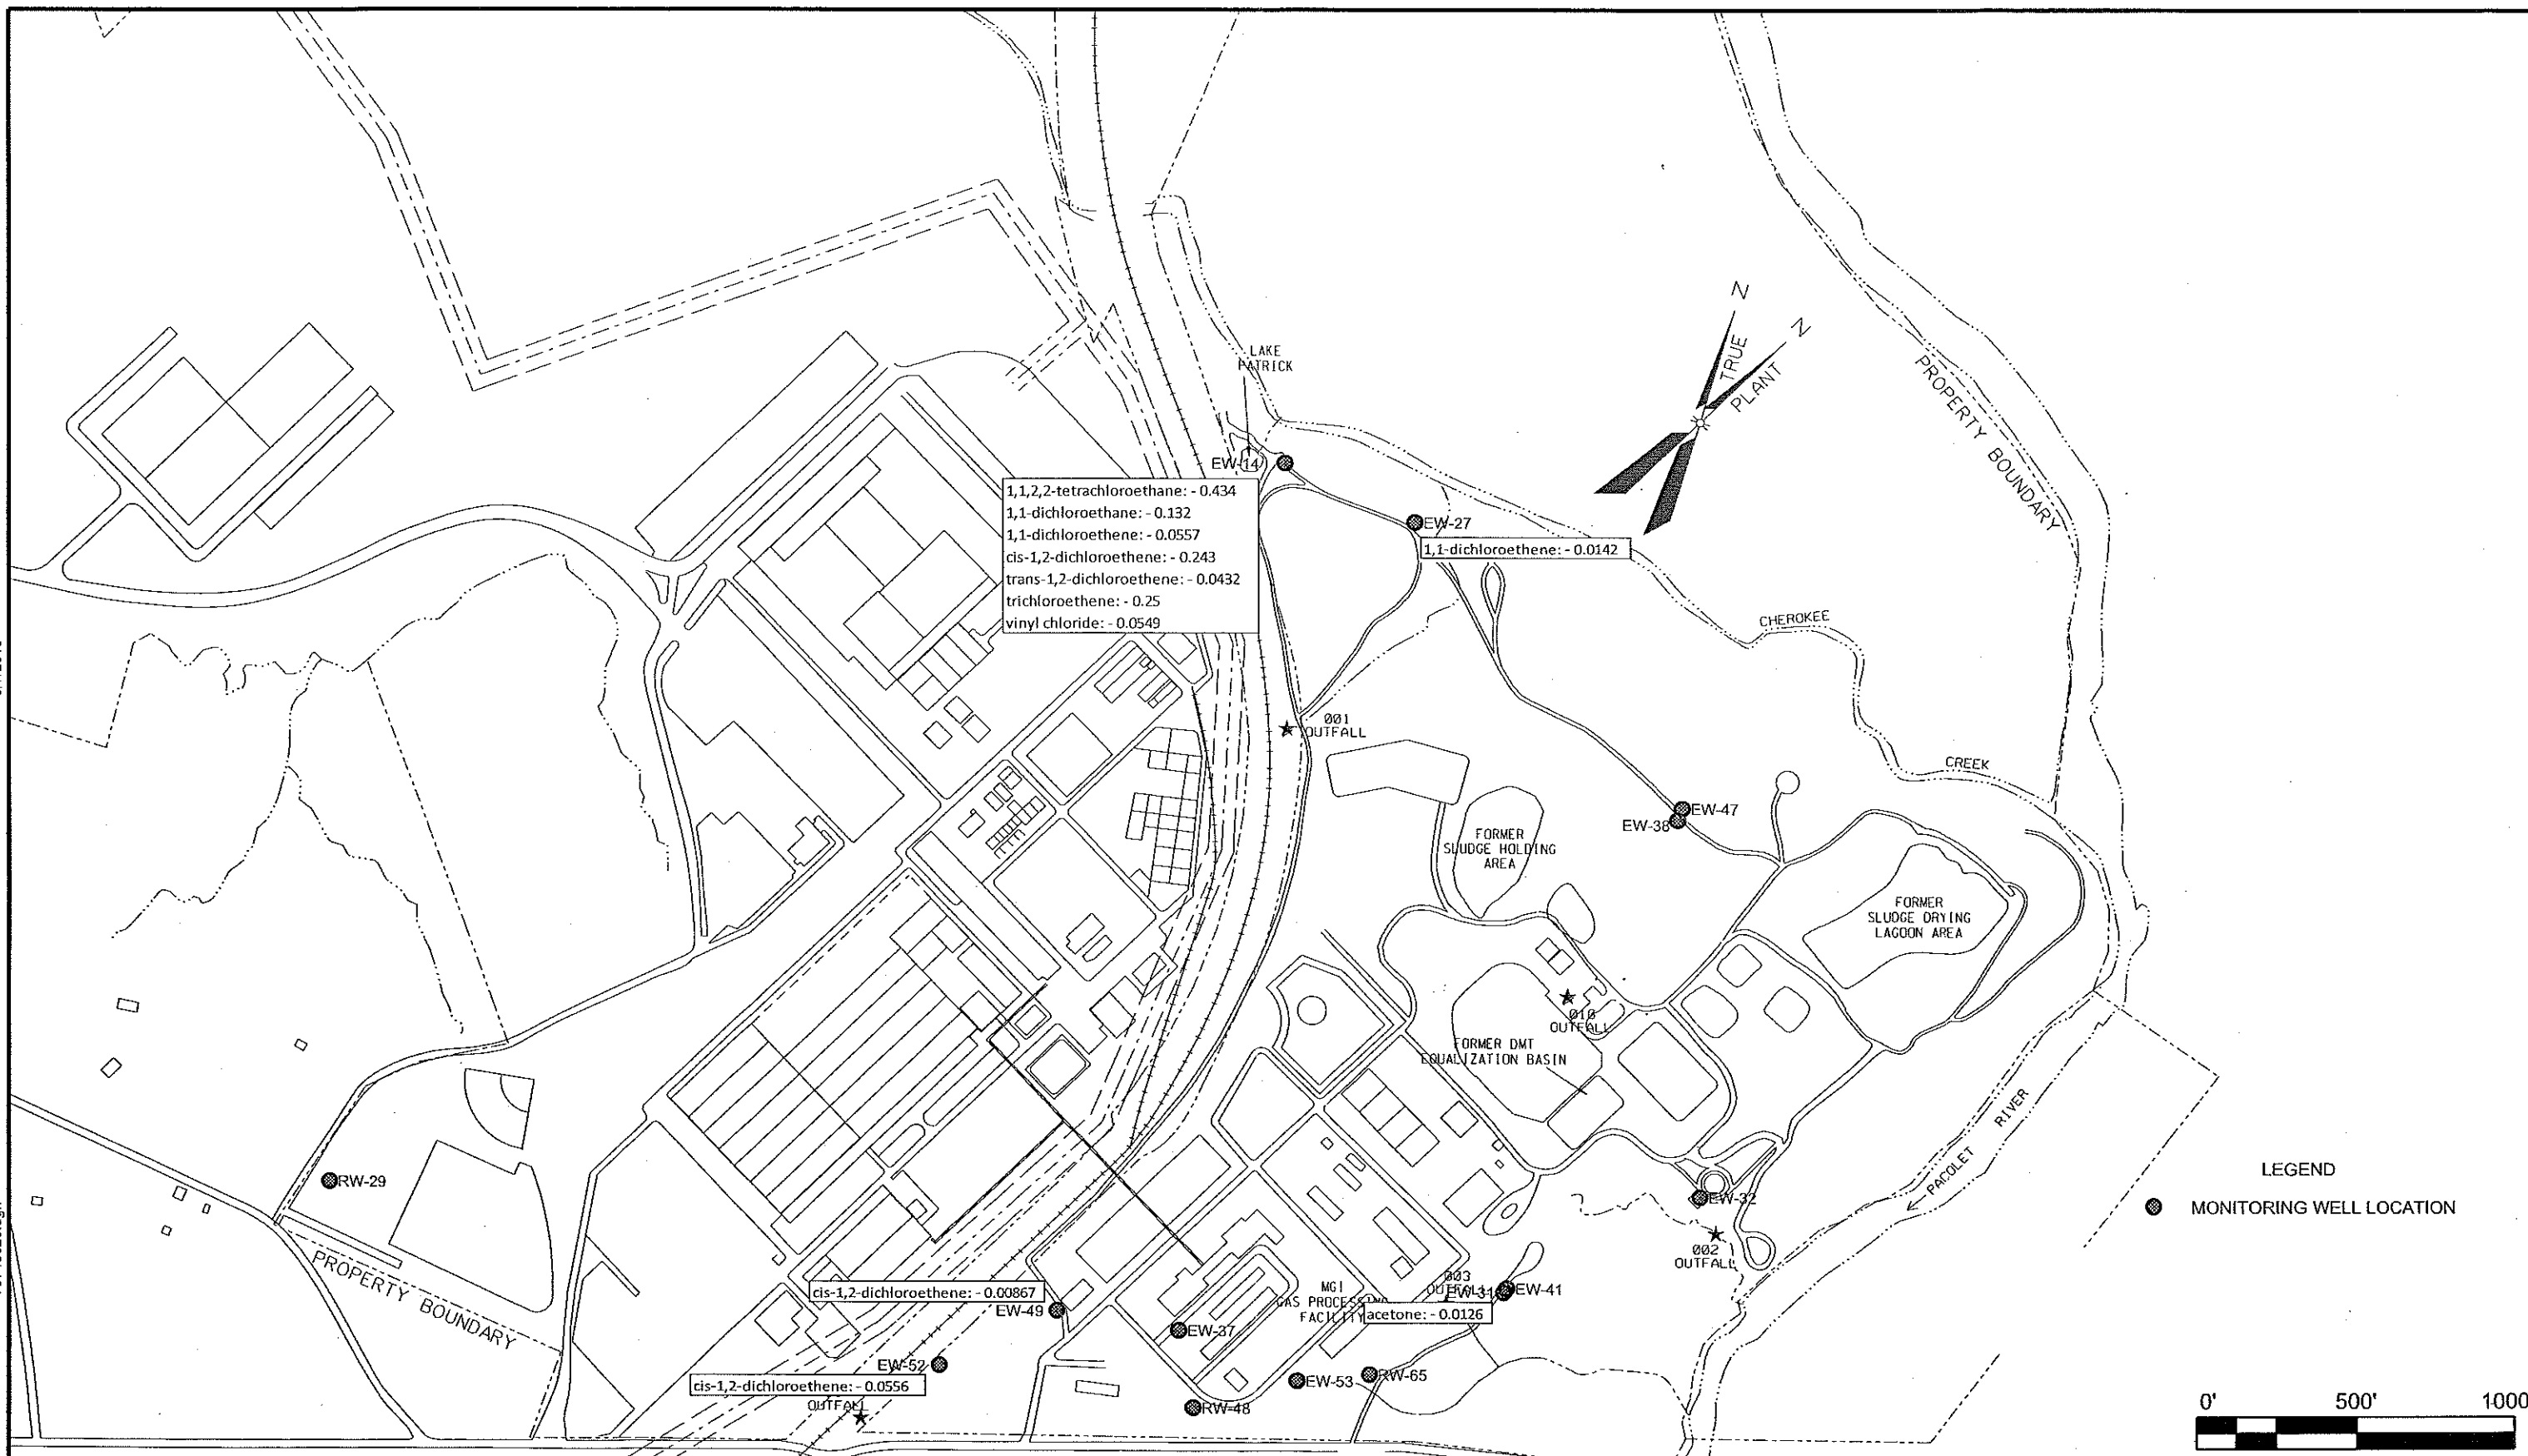 LAKE
PATRICK
N
TRUE
N
PLANT
PROPERTY BOUNDARY
EW-14
1,1,2,2-tetrachloroethane: - 0.434
1,1-dichloroethane: - 0.132
1,1-dichloroethene: - 0.0557
cis-1,2-dichloroethene: - 0.243
trans-1,2-dichloroethene: - 0.0432
trichloroethene: - 0.25
vinyl chloride: - 0.0549
EW-27
1,1-dichloroethene: - 0.0142
CHEROKEE
CREEK
001
OUTFALL
EW-47
EW-38
FORMER
SLUDGE HOLDING
AREA
FORMER
SLUDGE DRYING
LAGOON AREA
010
OUTFALL
FORMER DMT
EQUALIZATION BASIN
PACOLET RIVER
RW-29
PROPERTY BOUNDARY
EW-32
002
OUTFALL
LEGEND
MONITORING WELL LOCATION
cis-1,2-dichloroethene: - 0.00867
EW-49
EW-37
MGI
GAS PROCESSING
FACILITY
003
OUTFALL
EW-31
EW-41
acetone: - 0.0126
EW-52
cis-1,2-dichloroethene: - 0.0556
OUTFALL
EW-53
RW-65
RW-48
0' 500' 1000